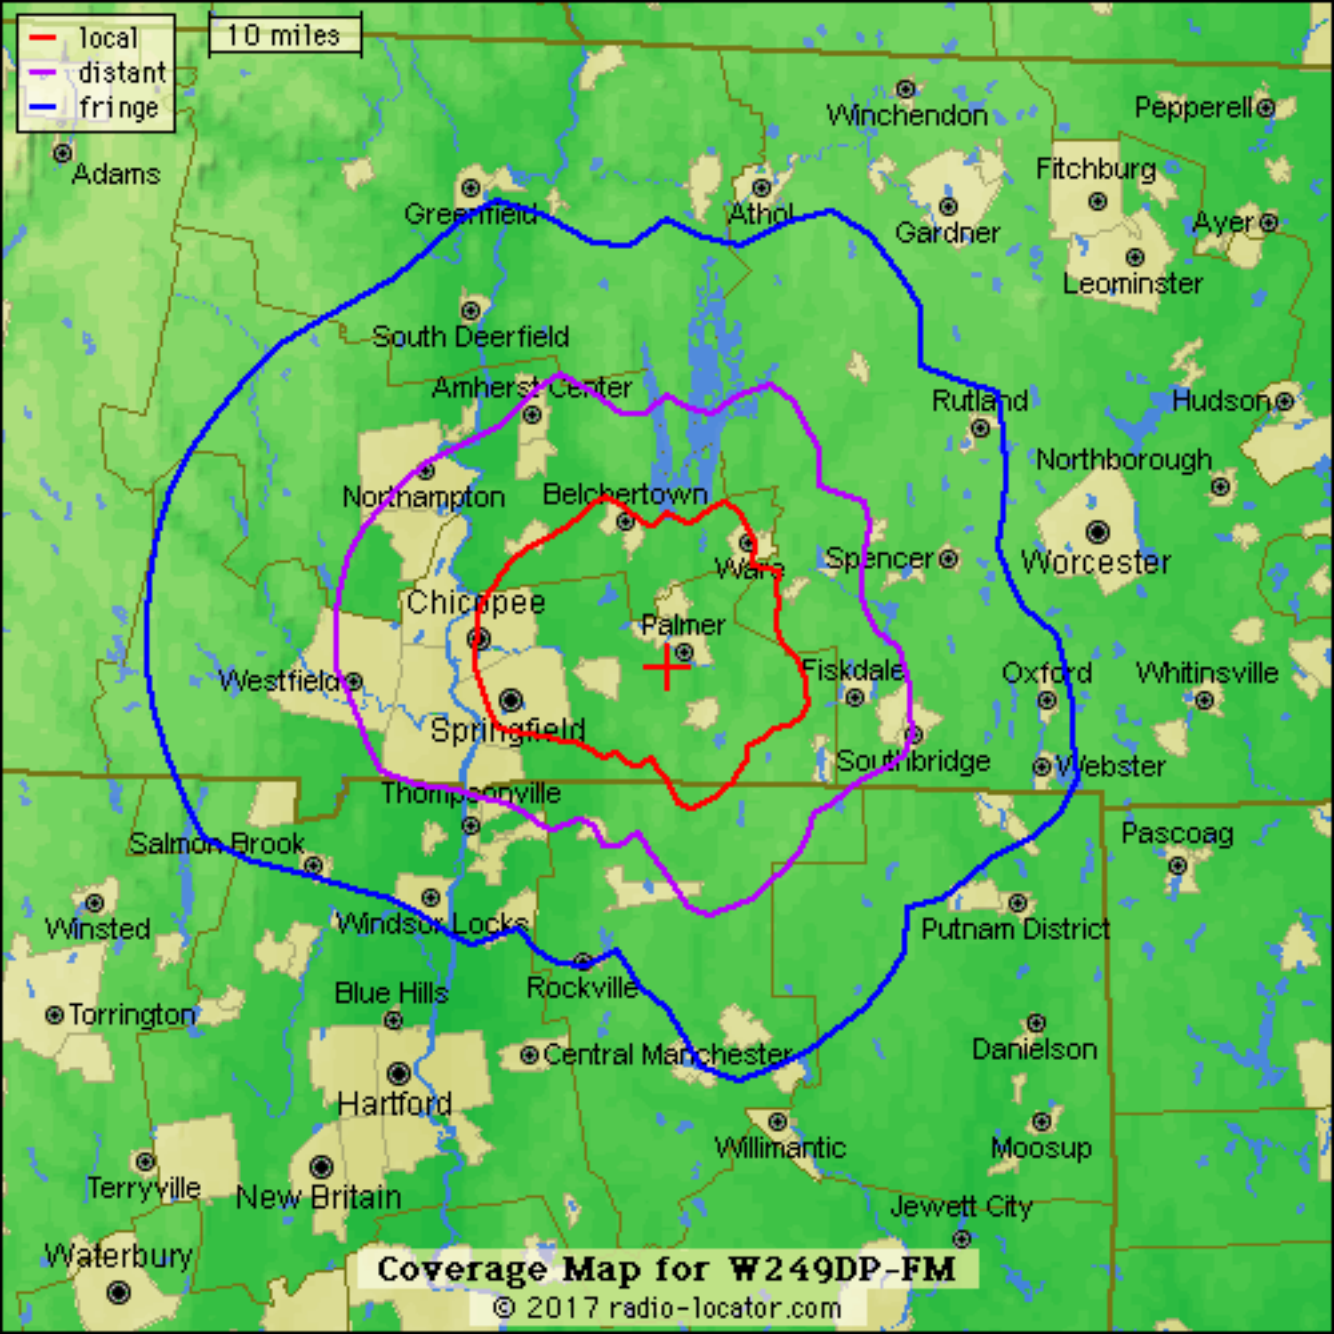 local
10 miles
distant
fringe
Winchendon
Pepperell
Adams
Fitchburg
Greenfield
Athol
Gardner
Ayer
Leominster
South Deerfield
Amherst Center
Rutland
Hudson
Northborough
Northampton
Belchertown
Spencer
Worcester
Ware
Chicopee
Palmer
Westfield
Fiskdale
Oxford
Whitinsville
Springfield
Southbridge
Webster
Thompsonville
Salmon Brook
Pascoag
Winsted
Windsor Locks
Putnam District
Rockville
Blue Hills
Torrington
Central Manchester
Danielson
Hartford
Willimantic
Moosup
Terryville
New Britain
Jewett City
Waterbury
Coverage Map for W249DP-FM
© 2017 radio-locator.com